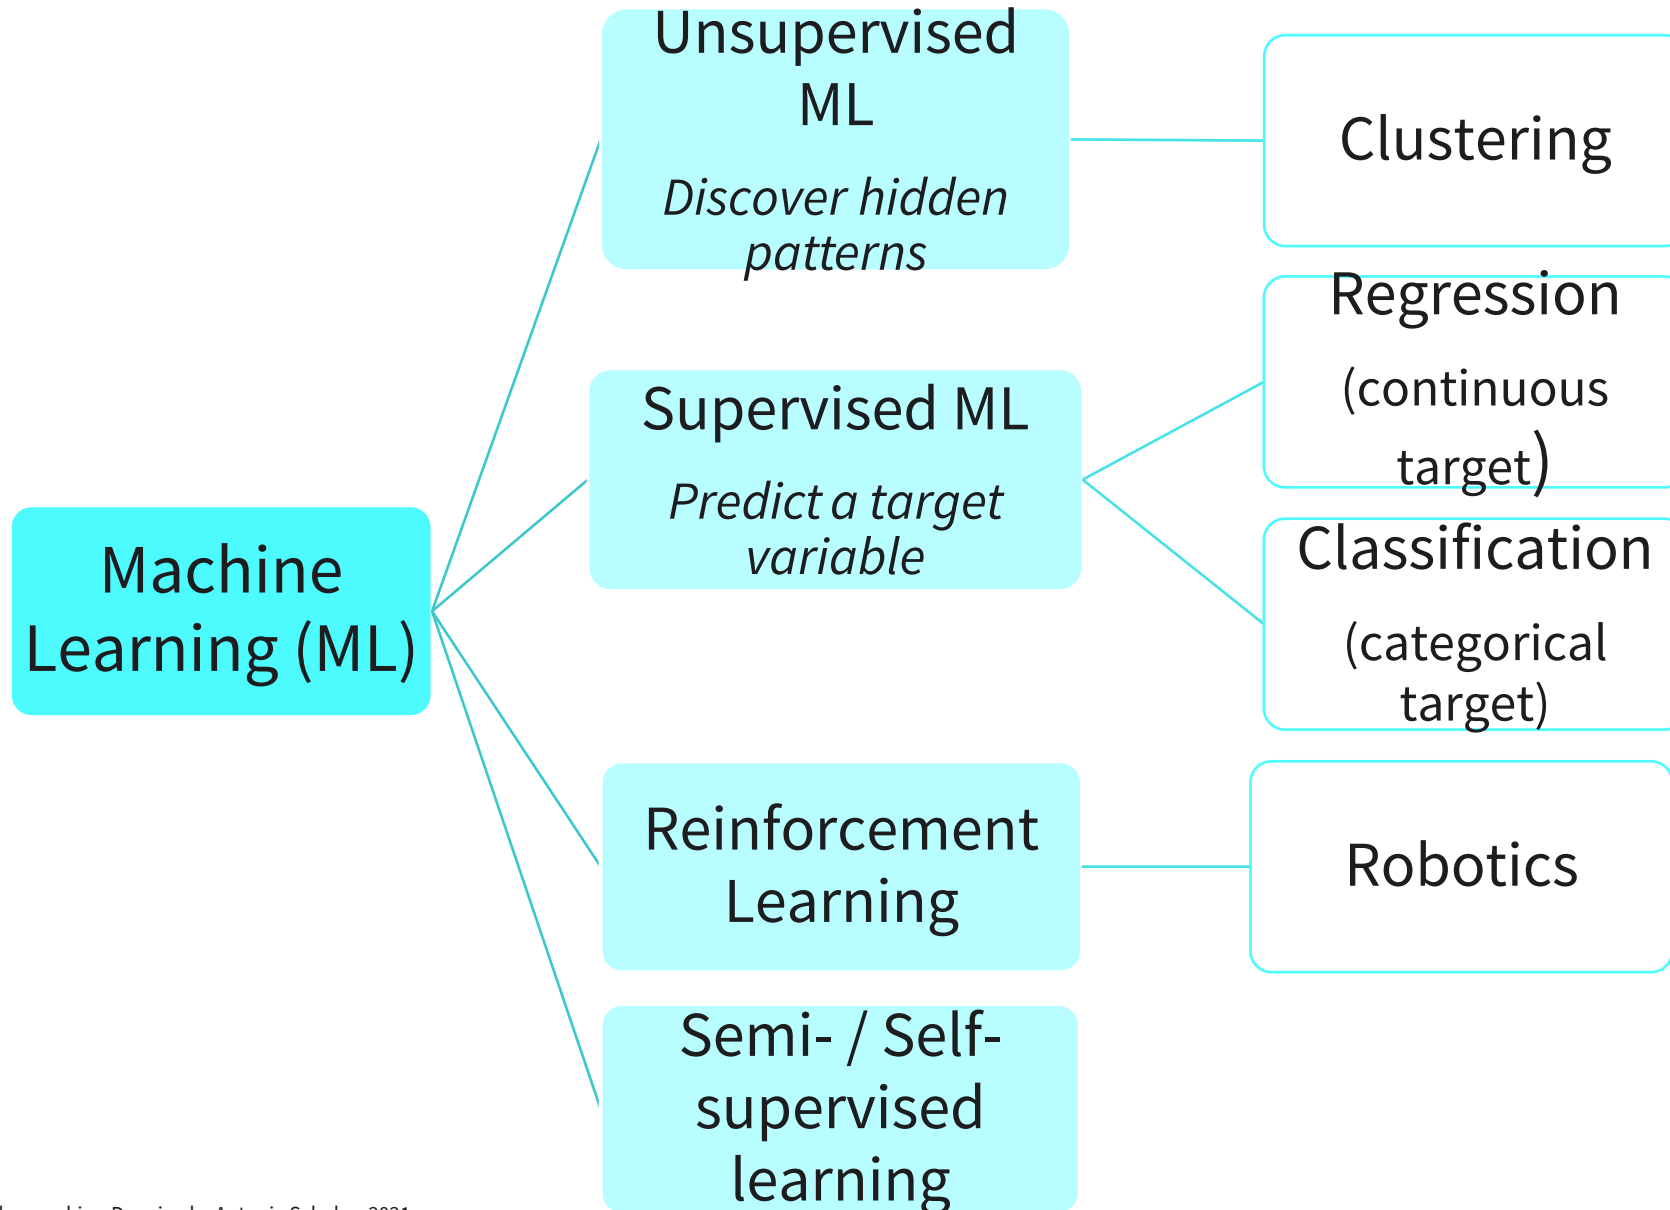 Unsupervised
ML
Discover hidden
patterns
Clustering
Regression
(continuous
target)
Supervised ML
Predict a target
variable
Classification
(categorical
target)
Machine
Learning (ML)
Reinforcement
Learning
Robotics
Semi- / Self-
supervised
learning